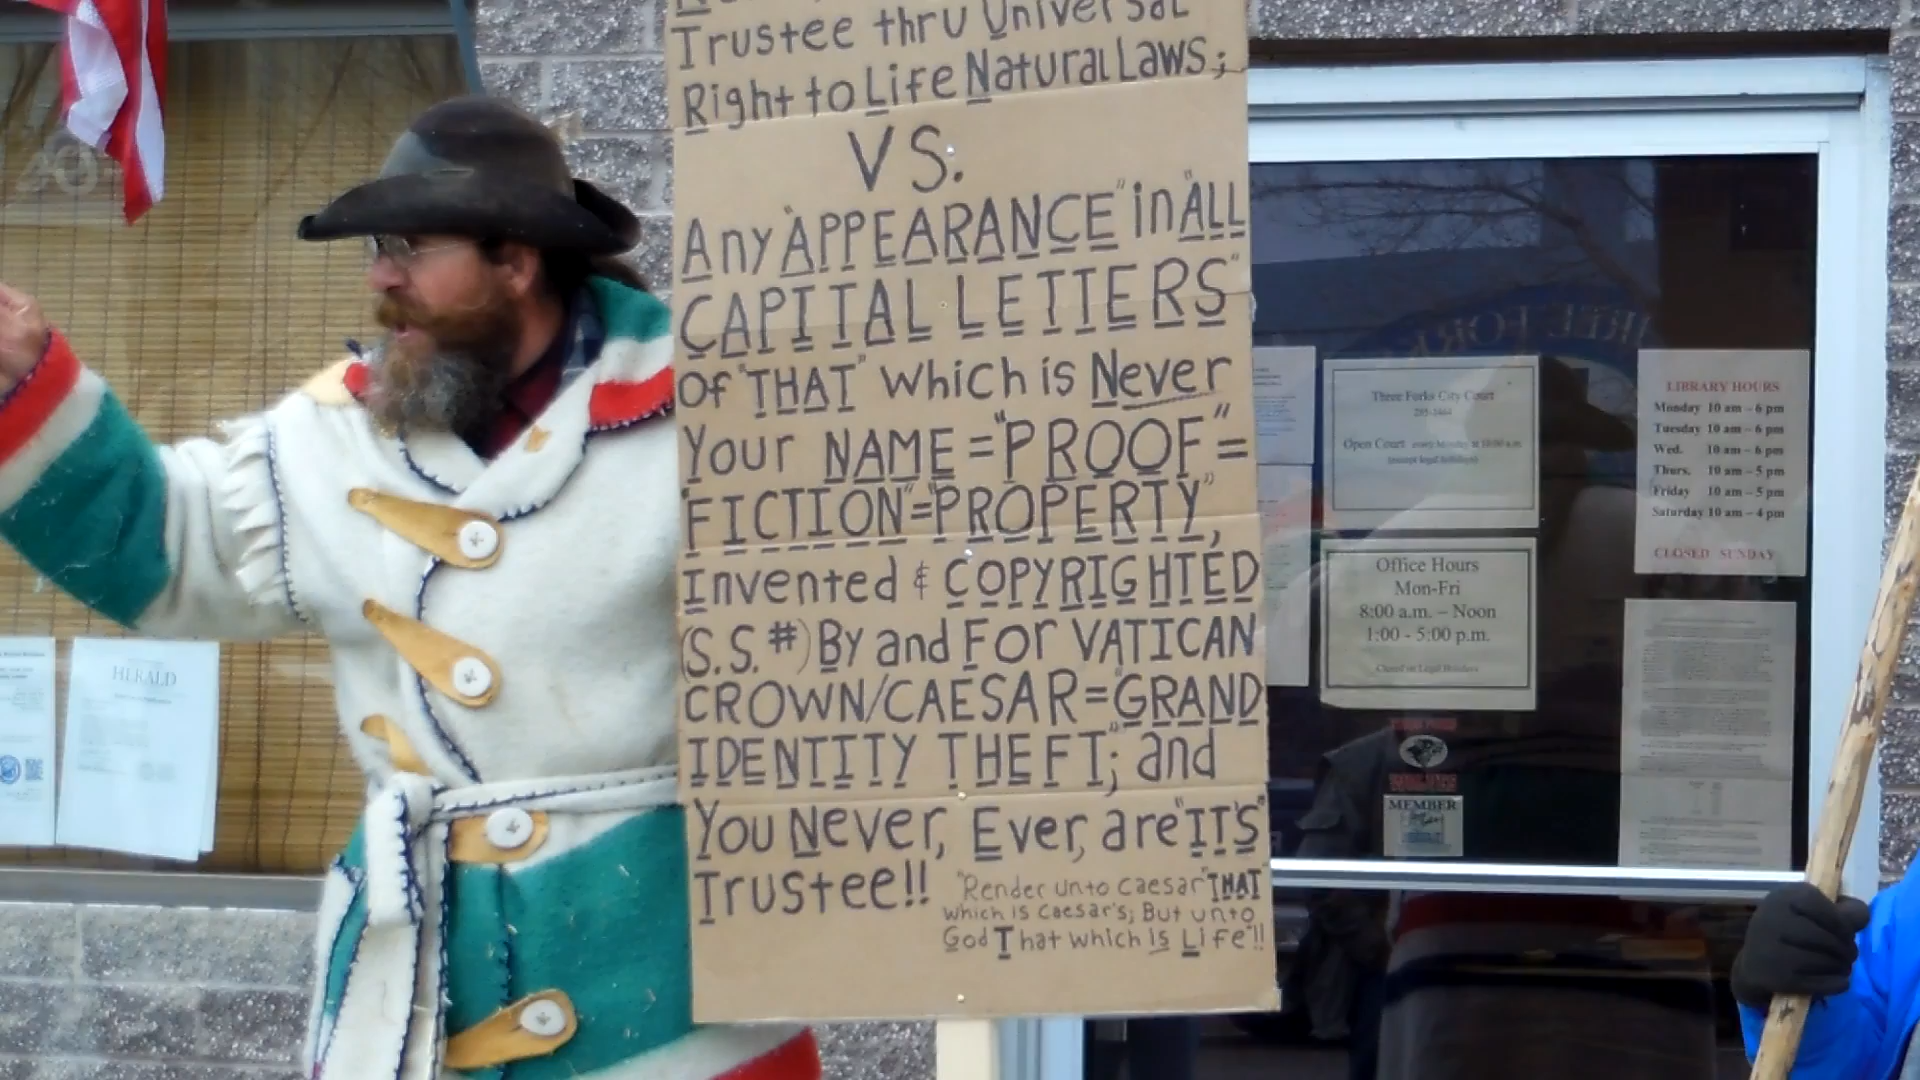 Trustee thru Universal
Right to Life Natural Laws;
VS.
Any "APPEARANCE" in "ALL
CAPITAL LETTERS"
of "THAT" which is Never
Your NAME = "PROOF" =
"FICTION" = "PROPERTY",
Invented & COPYRIGHTED
(S.S.#) By and For VATICAN
CROWN/CAESAR = "GRAND
IDENTITY THEFT"; and
You Never, Ever, are "IT'S"
Trustee!!
"Render unto Caesar "THAT"
which is Caesar's; But unto
God That which is Life"!!
HERALD
Three Forks City Court
Open Court
Office Hours
Mon-Fri
8:00 a.m. – Noon
1:00 - 5:00 p.m.
Closed on Legal Holidays
LIBRARY HOURS
Monday 10 am – 6 pm
Tuesday 10 am – 6 pm
Wed. 10 am – 6 pm
Thurs. 10 am – 5 pm
Friday 10 am – 5 pm
Saturday 10 am – 4 pm
CLOSED SUNDAY
MEMBER